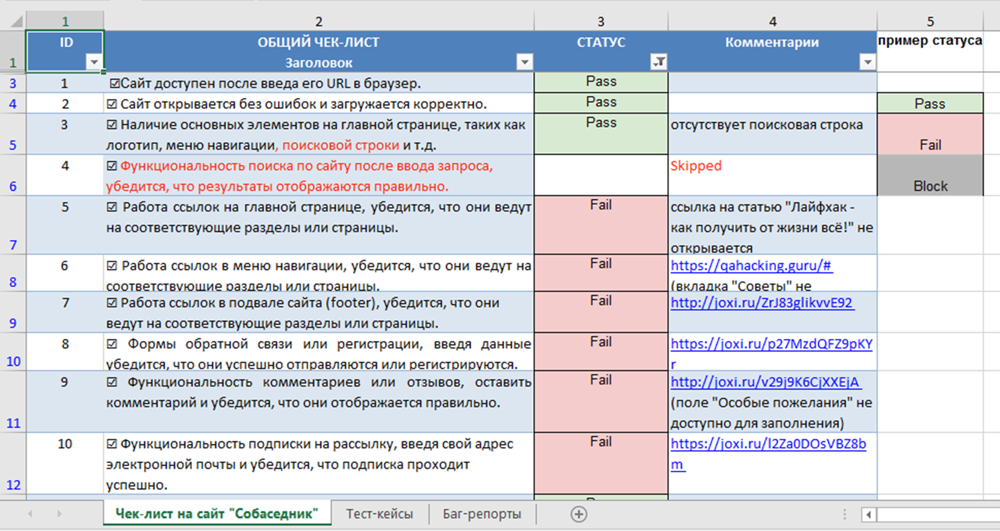 1 2 3 4 5
1 ID ОБЩИЙ ЧЕК-ЛИСТ СТАТУС Комментарии пример статуса
Заголовок
3 1 ☑Сайт доступен после введа его URL в браузер. Pass
4 2 ☑ Сайт открывается без ошибок и загружается корректно. Pass Pass
5 3 ☑ Наличие основных элементов на главной странице, таких как Pass отсутствует поисковая строка Fail
логотип, меню навигации, поисковой строки и т.д.
6 4 ☑ Функциональность поиска по сайту после ввода запроса, Skipped Block
убедится, что результаты отображаются правильно.
7 5 ☑ Работа ссылок на главной странице, убедится, что они ведут Fail ссылка на статью "Лайфхак -
на соответствующие разделы или страницы. как получить от жизни всё!" не
открывается
8 6 ☑ Работа ссылок в меню навигации, убедится, что они ведут на Fail https://qahacking.guru/#
соответствующие разделы или страницы. (вкладка "Советы" не
9 7 ☑ Работа ссылок в подвале сайта (footer), убедится, что они Fail http://joxi.ru/ZrJ83glikvvE92
ведут на соответствующие разделы или страницы.
10 8 ☑ Формы обратной связи или регистрации, введя данные Fail https://joxi.ru/p27MzdQFZ9pKY
убедится, что они успешно отправляются или регистрируются. r
11 9 ☑ Функциональность комментариев или отзывов, оставить Fail http://joxi.ru/v29j9K6CjXXEjA
комментарий и убедится, что они отображается правильно. (поле "Особые пожелания" не
доступно для заполнения)
12 10 ☑ Функциональность подписки на рассылку, введя свой адрес Fail https://joxi.ru/l2Za0DOsVBZ8b
электронной почты и убедится, что подписка проходит m
успешно.
Чек-лист на сайт "Собаседник" Тест-кейсы Баг-репорты